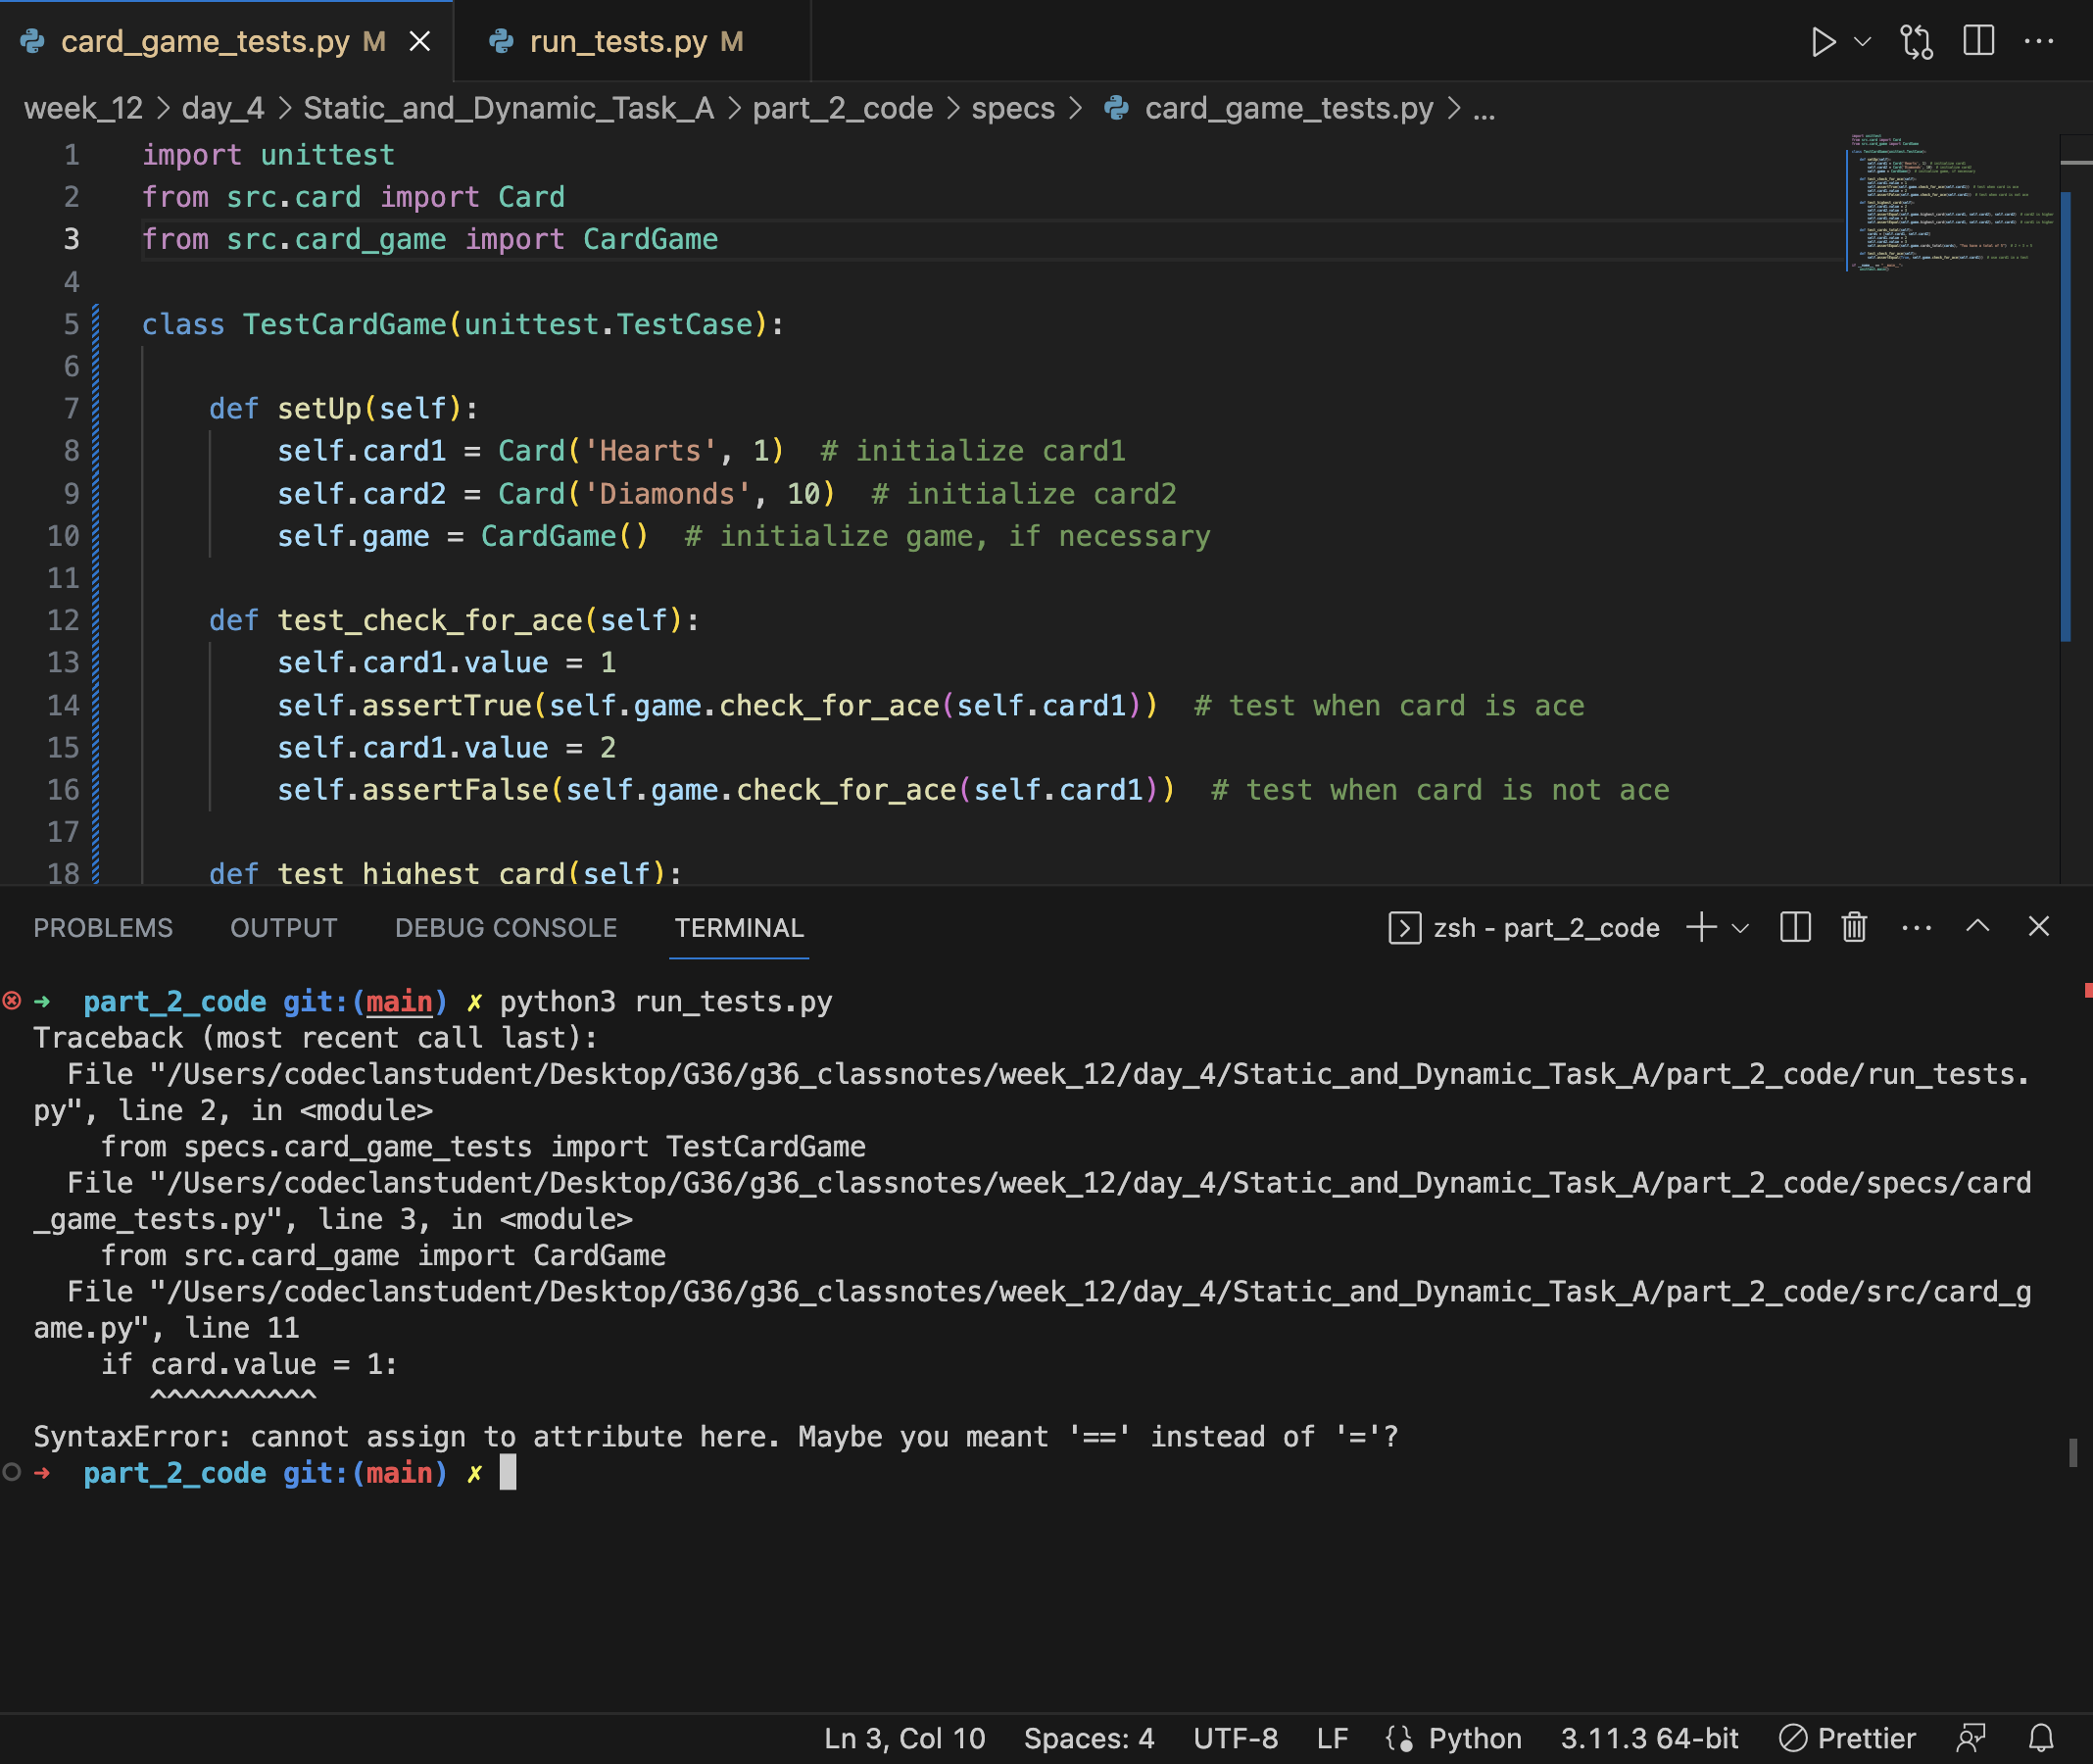 card_game_tests.py M
run_tests.py M
week_12 > day_4 > Static_and_Dynamic_Task_A > part_2_code > specs > card_game_tests.py > ...
1 import unittest
2 from src.card import Card
3 from src.card_game import CardGame
4
5 class TestCardGame(unittest.TestCase):
6
7 def setUp(self):
8 self.card1 = Card('Hearts', 1)  # initialize card1
9 self.card2 = Card('Diamonds', 10)  # initialize card2
10 self.game = CardGame()  # initialize game, if necessary
11
12 def test_check_for_ace(self):
13 self.card1.value = 1
14 self.assertTrue(self.game.check_for_ace(self.card1))  # test when card is ace
15 self.card1.value = 2
16 self.assertFalse(self.game.check_for_ace(self.card1))  # test when card is not ace
17
18 def test_highest_card(self):
PROBLEMS OUTPUT DEBUG CONSOLE TERMINAL zsh - part_2_code
➜ part_2_code git:(main) ✗ python3 run_tests.py
Traceback (most recent call last):
File "/Users/codeclanstudent/Desktop/G36/g36_classnotes/week_12/day_4/Static_and_Dynamic_Task_A/part_2_code/run_tests.
py", line 2, in <module>
from specs.card_game_tests import TestCardGame
File "/Users/codeclanstudent/Desktop/G36/g36_classnotes/week_12/day_4/Static_and_Dynamic_Task_A/part_2_code/specs/card
_game_tests.py", line 3, in <module>
from src.card_game import CardGame
File "/Users/codeclanstudent/Desktop/G36/g36_classnotes/week_12/day_4/Static_and_Dynamic_Task_A/part_2_code/src/card_g
ame.py", line 11
if card.value = 1:
^^^^^^^^^^
SyntaxError: cannot assign to attribute here. Maybe you meant '==' instead of '='?
➜ part_2_code git:(main) ✗
Ln 3, Col 10 Spaces: 4 UTF-8 LF Python 3.11.3 64-bit Prettier